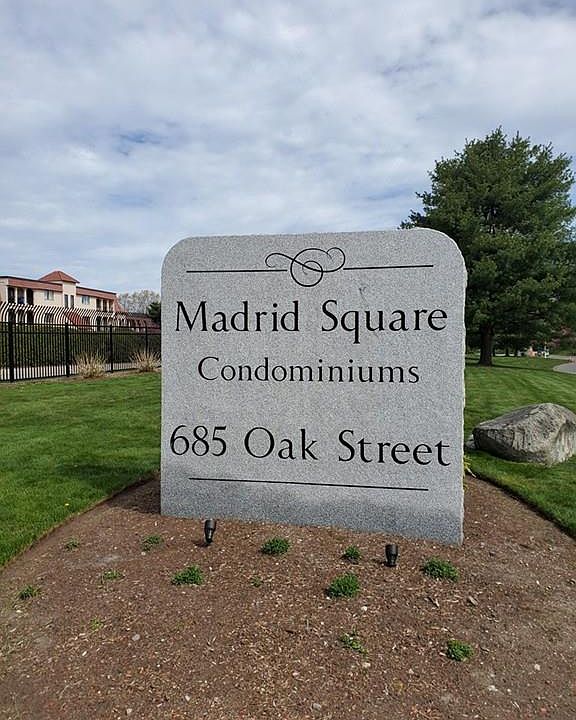 Madrid Square
Condominiums
685 Oak Street